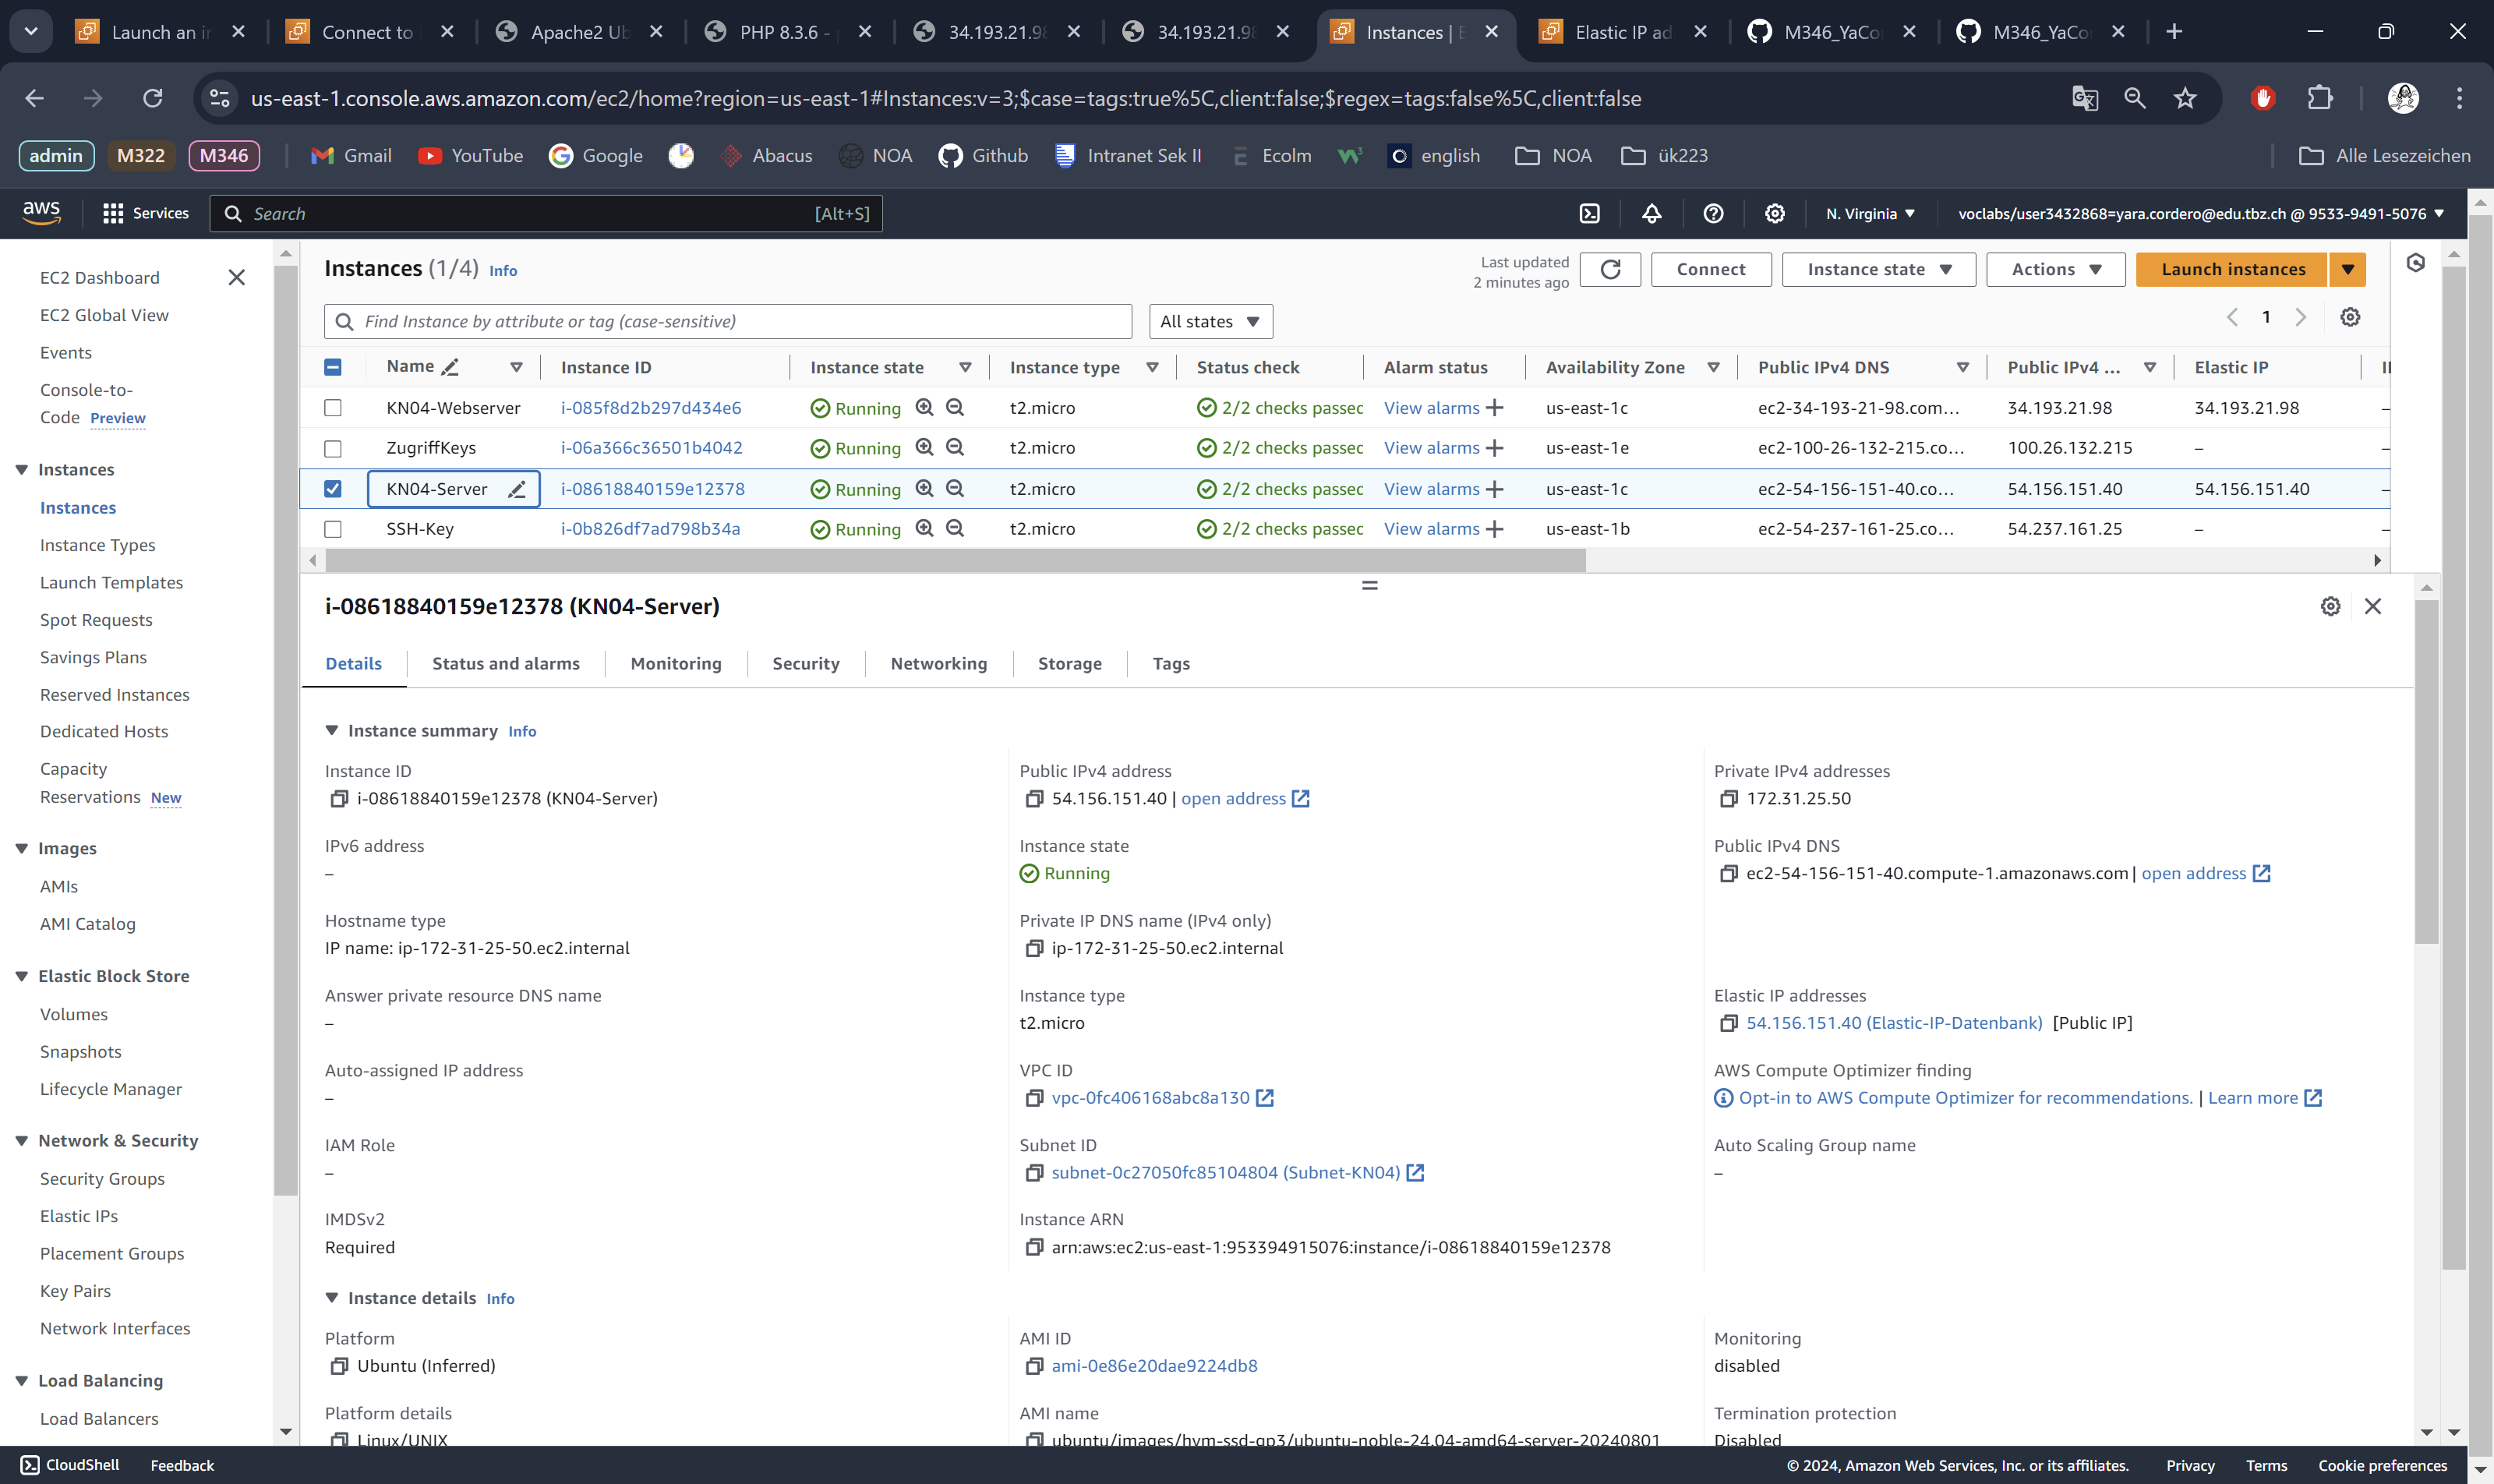 Launch an in
Connect to i
Apache2 Ub
PHP 8.3.6 - p
34.193.21.98
34.193.21.98
Instances | E
Elastic IP ad
M346_YaCo
M346_YaCo
us-east-1.console.aws.amazon.com/ec2/home?region=us-east-1#Instances:v=3;$case=tags:true%5C,client:false;$regex=tags:false%5C,client:false
admin M322 M346 Gmail YouTube Google Abacus NOA Github Intranet Sek II Ecolm english NOA ük223 Alle Lesezeichen
aws Services Search [Alt+S] N. Virginia voclabs/user3432868=yara.cordero@edu.tbz.ch @ 9533-9491-5076
EC2 Dashboard
EC2 Global View
Events
Console-to-
Code Preview
Instances
Instances
Instance Types
Launch Templates
Spot Requests
Savings Plans
Reserved Instances
Dedicated Hosts
Capacity
Reservations New
Images
AMIs
AMI Catalog
Elastic Block Store
Volumes
Snapshots
Lifecycle Manager
Network & Security
Security Groups
Elastic IPs
Placement Groups
Key Pairs
Network Interfaces
Load Balancing
Load Balancers
Instances (1/4) Info
Last updated
2 minutes ago
Connect Instance state Actions Launch instances
Find Instance by attribute or tag (case-sensitive) All states 1
Name Instance ID Instance state Instance type Status check Alarm status Availability Zone Public IPv4 DNS Public IPv4 ... Elastic IP
KN04-Webserver i-085f8d2b297d434e6 Running t2.micro 2/2 checks passec View alarms us-east-1c ec2-34-193-21-98.com... 34.193.21.98 34.193.21.98 –
ZugriffKeys i-06a366c36501b4042 Running t2.micro 2/2 checks passec View alarms us-east-1e ec2-100-26-132-215.co... 100.26.132.215 – –
KN04-Server i-08618840159e12378 Running t2.micro 2/2 checks passec View alarms us-east-1c ec2-54-156-151-40.co... 54.156.151.40 54.156.151.40 –
SSH-Key i-0b826df7ad798b34a Running t2.micro 2/2 checks passec View alarms us-east-1b ec2-54-237-161-25.co... 54.237.161.25 – –
i-08618840159e12378 (KN04-Server)
Details Status and alarms Monitoring Security Networking Storage Tags
Instance summary Info
Instance ID Public IPv4 address Private IPv4 addresses
i-08618840159e12378 (KN04-Server) 54.156.151.40 | open address 172.31.25.50
IPv6 address Instance state Public IPv4 DNS
– Running ec2-54-156-151-40.compute-1.amazonaws.com | open address
Hostname type Private IP DNS name (IPv4 only)
IP name: ip-172-31-25-50.ec2.internal ip-172-31-25-50.ec2.internal
Answer private resource DNS name Instance type Elastic IP addresses
– t2.micro 54.156.151.40 (Elastic-IP-Datenbank) [Public IP]
Auto-assigned IP address VPC ID AWS Compute Optimizer finding
– vpc-0fc406168abc8a130 Opt-in to AWS Compute Optimizer for recommendations. | Learn more
IAM Role Subnet ID Auto Scaling Group name
– subnet-0c27050fc85104804 (Subnet-KN04) –
IMDSv2 Instance ARN
Required arn:aws:ec2:us-east-1:953394915076:instance/i-08618840159e12378
Instance details Info
Platform AMI ID Monitoring
Ubuntu (Inferred) ami-0e86e20dae9224db8 disabled
Platform details AMI name Termination protection
Linux/UNIX ubuntu/images/hvm-ssd-gp3/ubuntu-noble-24.04-amd64-server-20240801 Disabled
CloudShell Feedback © 2024, Amazon Web Services, Inc. or its affiliates. Privacy Terms Cookie preferences